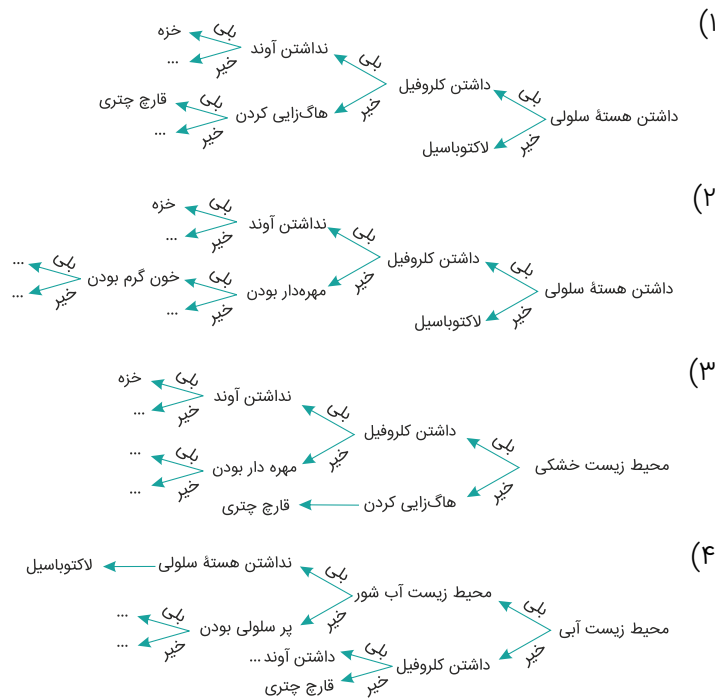 ۱)
داشتن هستهٔ سلولی
بلی
داشتن کلروفیل
بلی
نداشتن آوند
بلی
خزه
خیر
...
خیر
هاگ‌زایی کردن
بلی
قارچ چتری
خیر
...
خیر
لاکتوباسیل
۲)
داشتن هستهٔ سلولی
بلی
داشتن کلروفیل
بلی
نداشتن آوند
بلی
خزه
خیر
...
خیر
مهره‌دار بودن
بلی
خون گرم بودن
بلی
...
خیر
...
خیر
...
خیر
لاکتوباسیل
۳)
محیط زیست خشکی
بلی
داشتن کلروفیل
بلی
نداشتن آوند
بلی
خزه
خیر
...
خیر
مهره دار بودن
بلی
...
خیر
...
خیر
هاگ‌زایی کردن
قارچ چتری
۴)
محیط زیست آبی
بلی
محیط زیست آب شور
بلی
نداشتن هستهٔ سلولی
لاکتوباسیل
خیر
پر سلولی بودن
بلی
...
خیر
...
خیر
داشتن کلروفیل
بلی
داشتن آوند ...
خیر
قارچ چتری